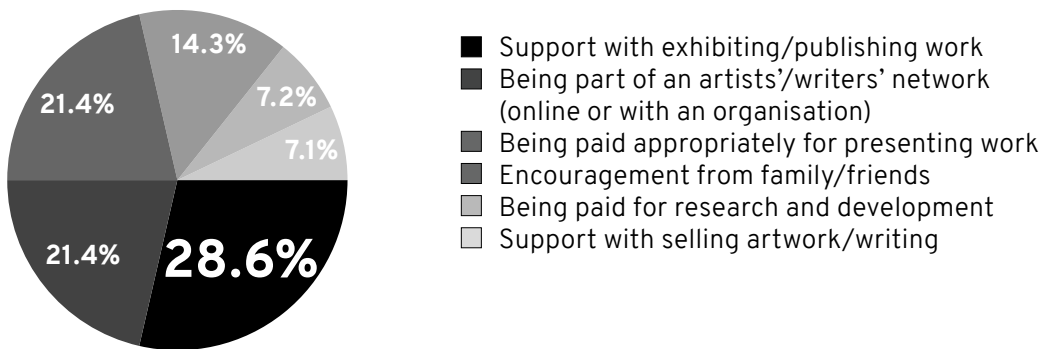 14.3%
7.2%
7.1%
21.4%
21.4%
28.6%
Support with exhibiting/publishing work
Being part of an artists’/writers’ network
(online or with an organisation)
Being paid appropriately for presenting work
Encouragement from family/friends
Being paid for research and development
Support with selling artwork/writing